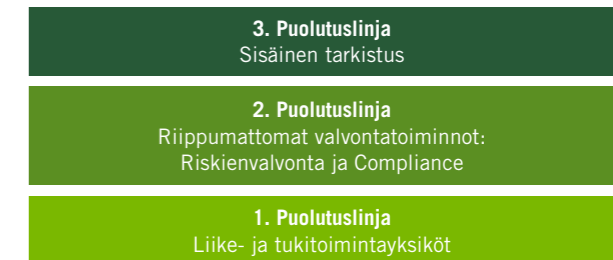 3. Puolutuslinja
Sisäinen tarkistus
2. Puolutuslinja
Riippumattomat valvontatoiminnot:
Riskienvalvonta ja Compliance
1. Puolutuslinja
Liike- ja tukitoimintayksiköt